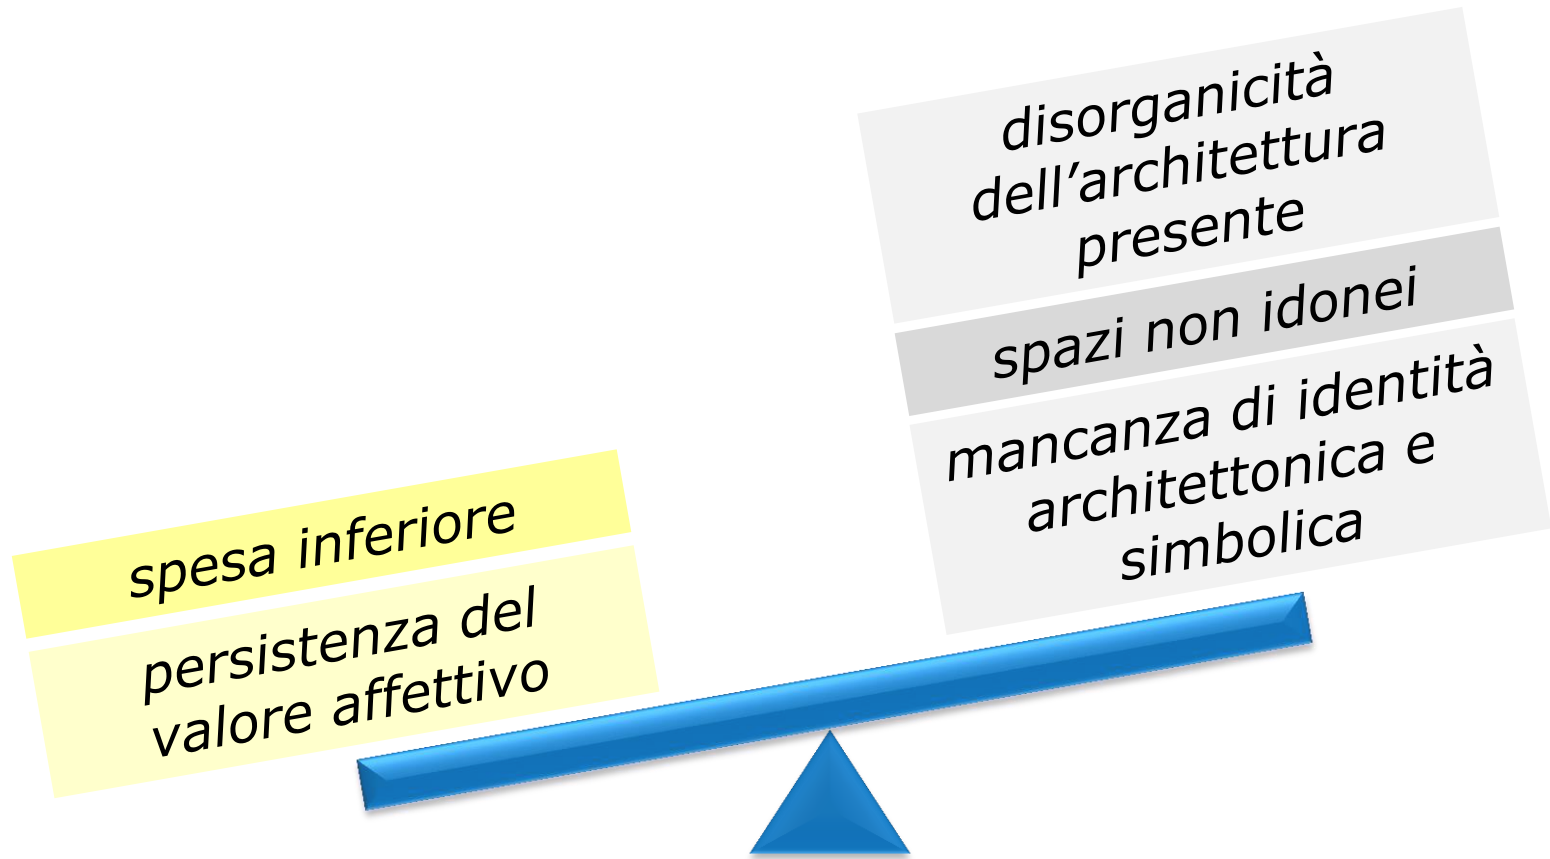 spesa inferiore
persistenza del
valore affettivo
disorganicità
dell’architettura
presente
spazi non idonei
mancanza di identità
architettonica e
simbolica